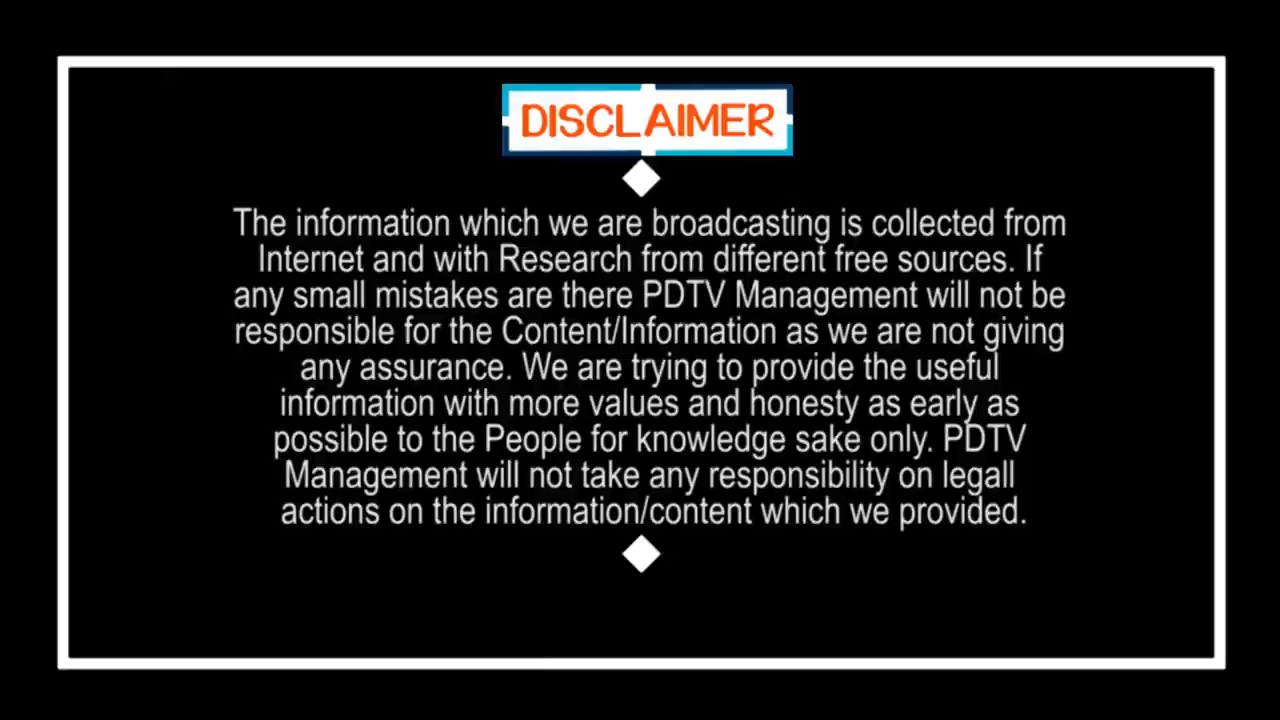 DISCLAIMER
The information which we are broadcasting is collected from
Internet and with Research from different free sources. If
any small mistakes are there PDTV Management will not be
responsible for the Content/Information as we are not giving
any assurance. We are trying to provide the useful
information with more values and honesty as early as
possible to the People for knowledge sake only. PDTV
Management will not take any responsibility on legall
actions on the information/content which we provided.